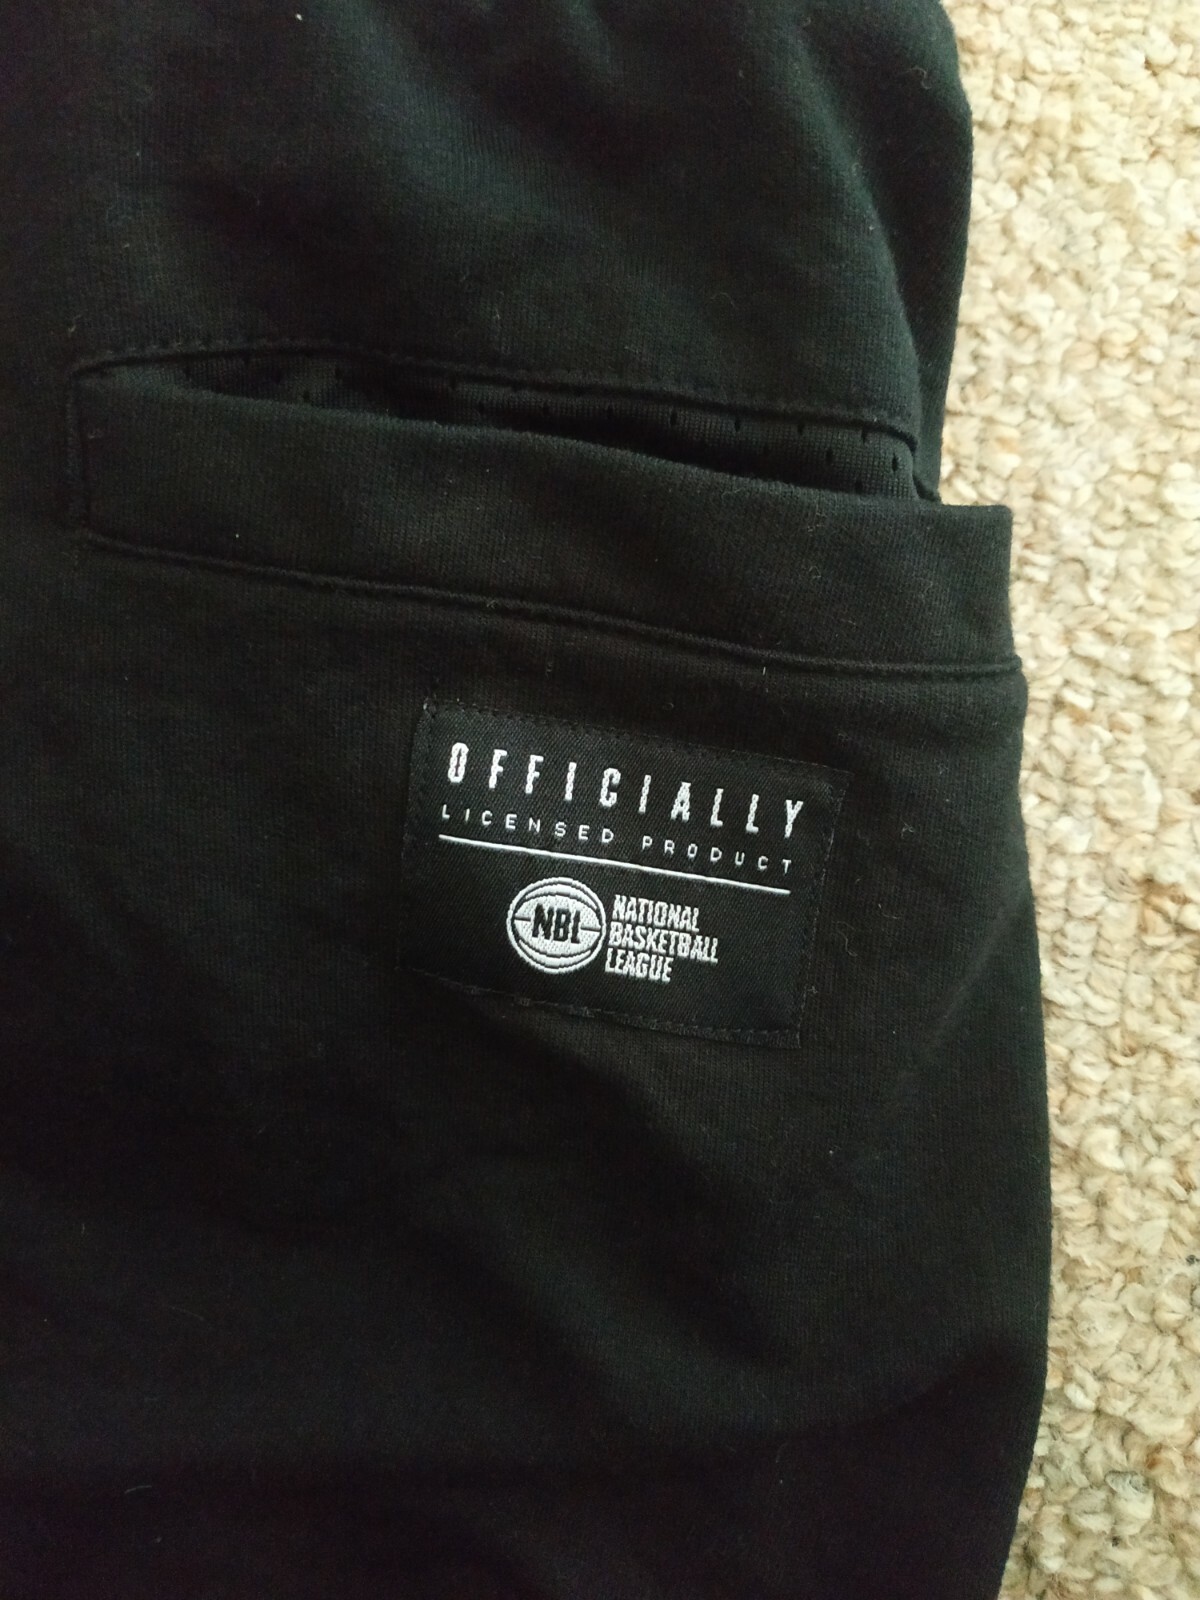 OFFICIALLY
LICENSED PRODUCT
NBL
NATIONAL
BASKETBALL
LEAGUE